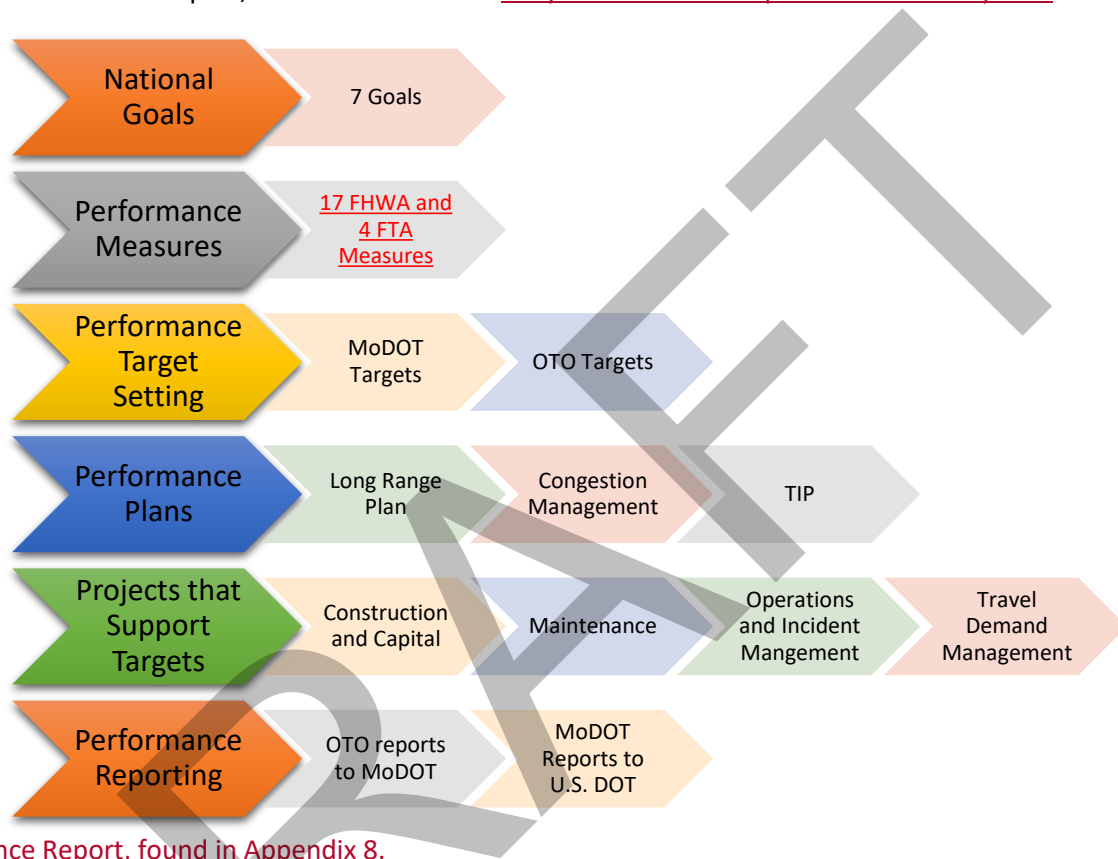 National
Goals
7 Goals
Performance
Measures
17 FHWA and
4 FTA
Measures
Performance
Target
Setting
MoDOT
Targets
OTO Targets
Performance
Plans
Long Range
Plan
Congestion
Management
TIP
Projects that
Support
Targets
Construction
and Capital
Maintenance
Operations
and Incident
Mangement
Travel
Demand
Management
Performance
Reporting
OTO reports
to MoDOT
MoDOT
Reports to
U.S. DOT
nce Report, found in Appendix 8.
RAFT